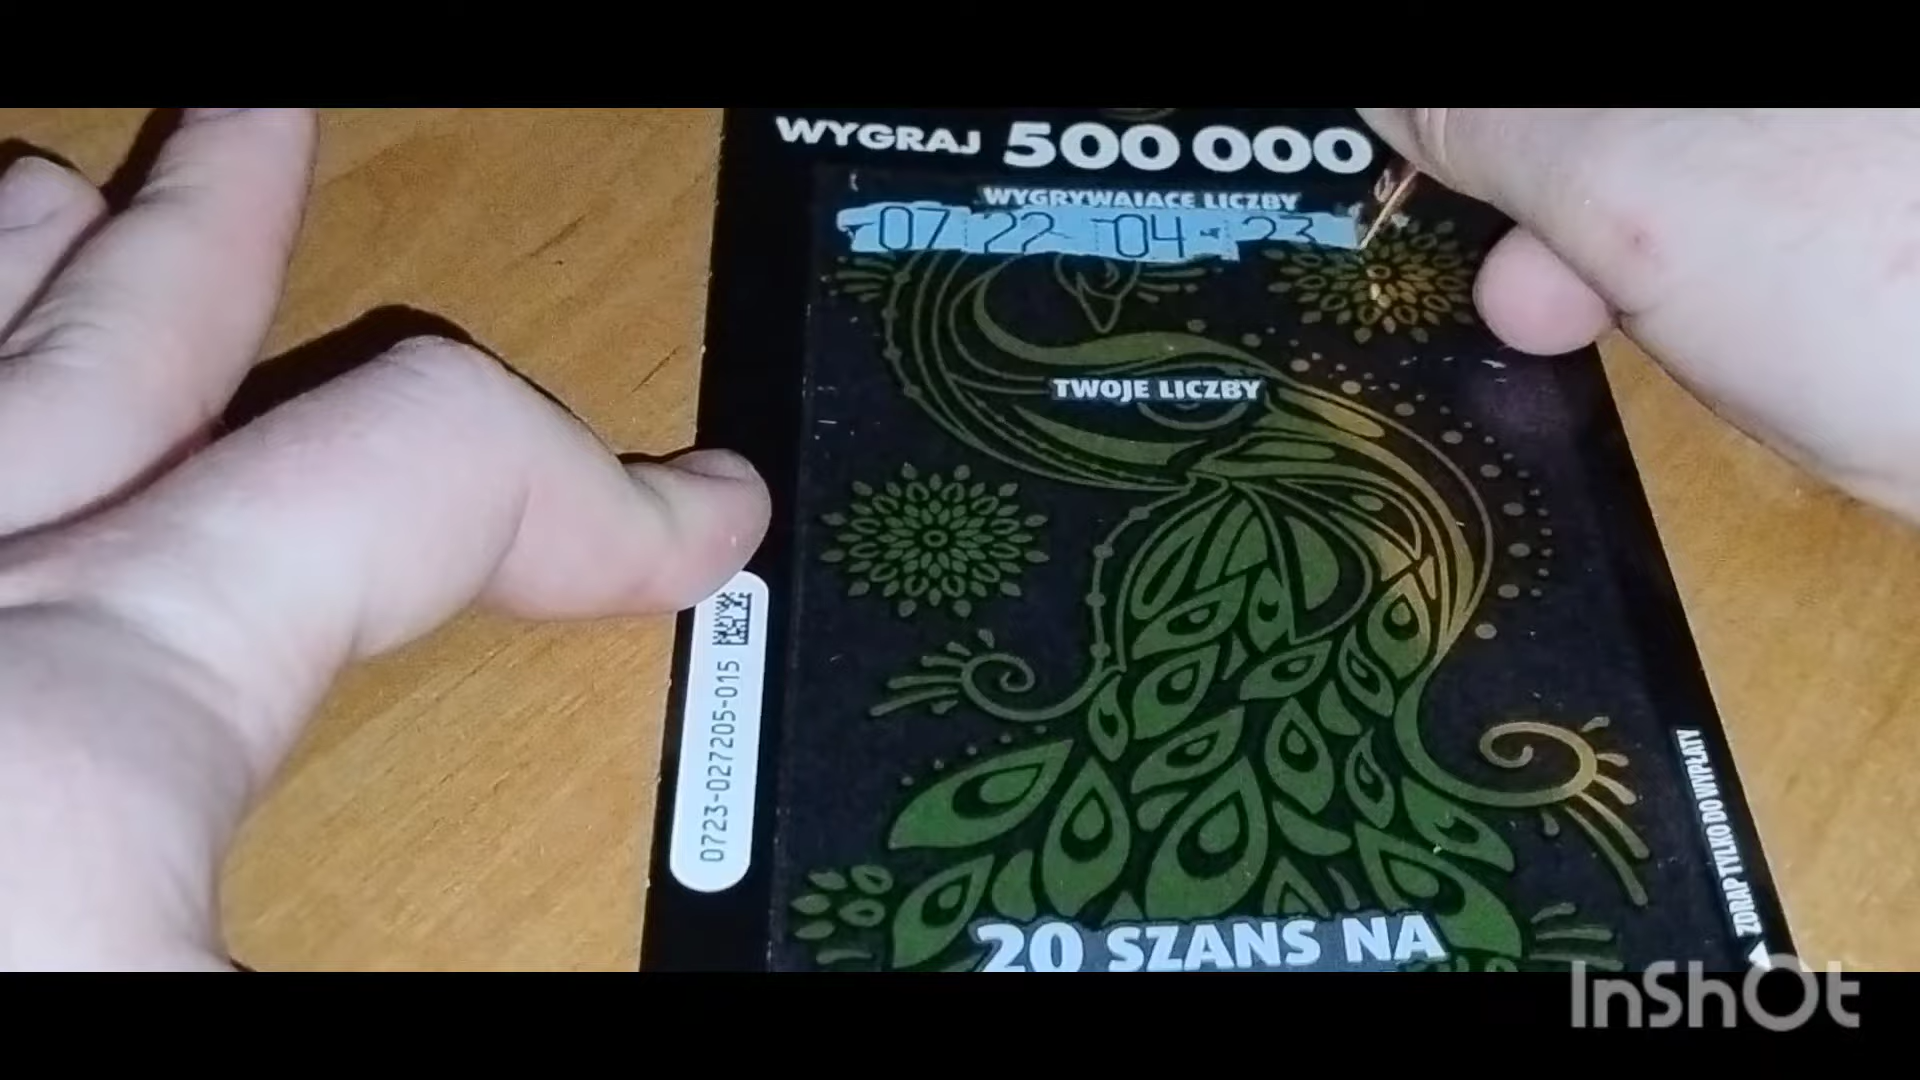 WYGRAJ 500 000
WYGRYWAJĄCE LICZBY
07 22 04 23
TWOJE LICZBY
0723-027205-015
ZDRAP TYLKO DO WYPŁATY
20 SZANS NA
InShOt